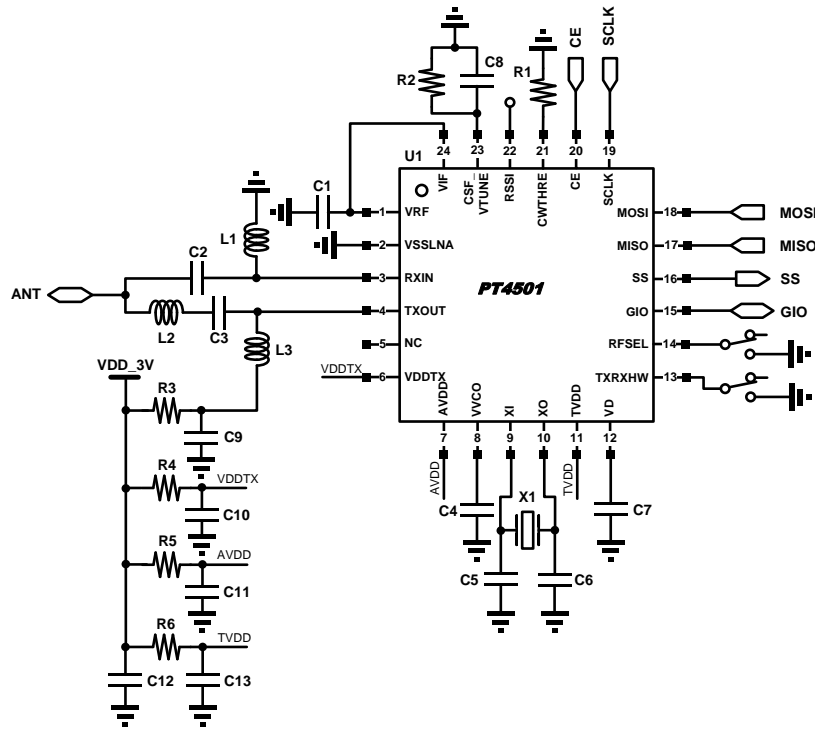 CE
SCLK
C8
R2
R1
24
23
22
21
20
19
U1
VIF
CSF_
VTUNE
RSSI
CWTHRE
CE
SCLK
C1
1
VRF
MOSI
18
MOSI
L1
2
VSSLNA
MISO
17
MISO
C2
3
RXIN
SS
16
SS
ANT
PT4501
4
TXOUT
GIO
15
GIO
L2
C3
L3
5
NC
RFSEL
14
VDD_3V
VDDTX
6
VDDTX
TXRXHW
13
AVDD
VVCO
XI
XO
TVDD
VD
7
8
9
10
11
12
R3
C9
AVDD
TVDD
R4
VDDTX
C4
X1
C7
C10
R5
AVDD
C5
C6
C11
R6
TVDD
C12
C13